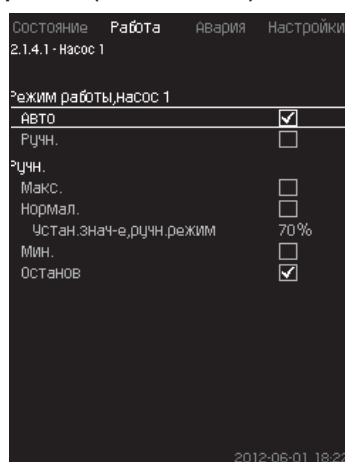 Состояние Работа Авария Настройки
2.1.4.1 - Насос 1
Режим работы,насос 1
Авто
Ручн.
Ручн.
Макс.
Нормал.
Устан.знач-е,ручн.режим 70%
Мин.
Останов
2012-06-01 18:22